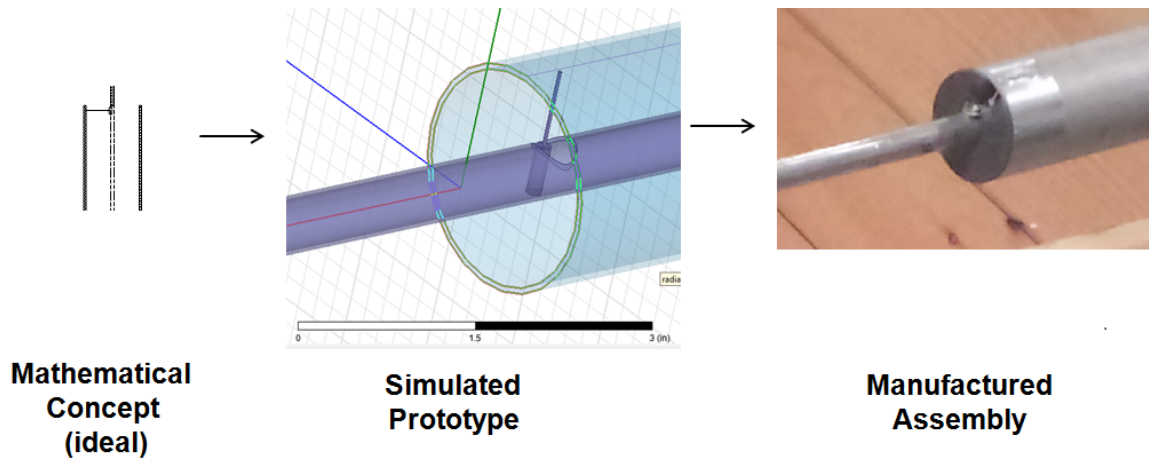 radia
0
1.5
3 (in)
Mathematical
Concept
(ideal)
Simulated
Prototype
Manufactured
Assembly